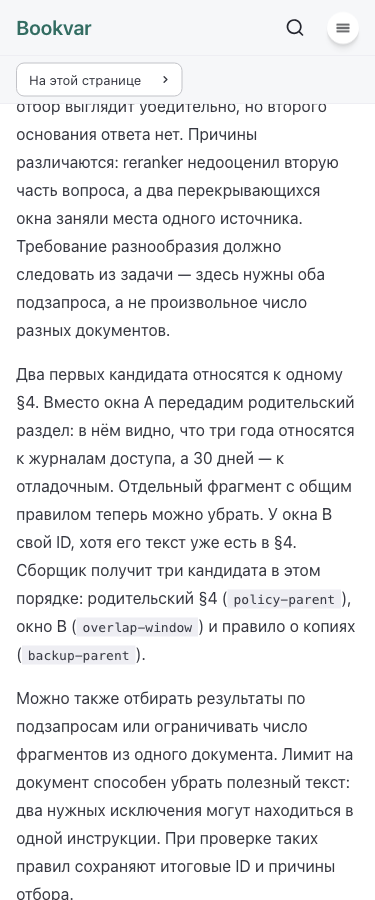 Bookvar
На этой странице
отбор выглядит убедительно, но второго
основания ответа нет. Причины
различаются: reranker недооценил вторую
часть вопроса, а два перекрывающихся
окна заняли места одного источника.
Требование разнообразия должно
следовать из задачи — здесь нужны оба
подзапроса, а не произвольное число
разных документов.
Два первых кандидата относятся к одному
§4. Вместо окна A передадим родительский
раздел: в нём видно, что три года относятся
к журналам доступа, а 30 дней — к
отладочным. Отдельный фрагмент с общим
правилом теперь можно убрать. У окна B
свой ID, хотя его текст уже есть в §4.
Сборщик получит три кандидата в этом
порядке: родительский §4 ( policy-parent ),
окно B ( overlap-window ) и правило о копиях
( backup-parent ).
Можно также отбирать результаты по
подзапросам или ограничивать число
фрагментов из одного документа. Лимит на
документ способен убрать полезный текст:
два нужных исключения могут находиться в
одной инструкции. При проверке таких
правил сохраняют итоговые ID и причины
отбора.